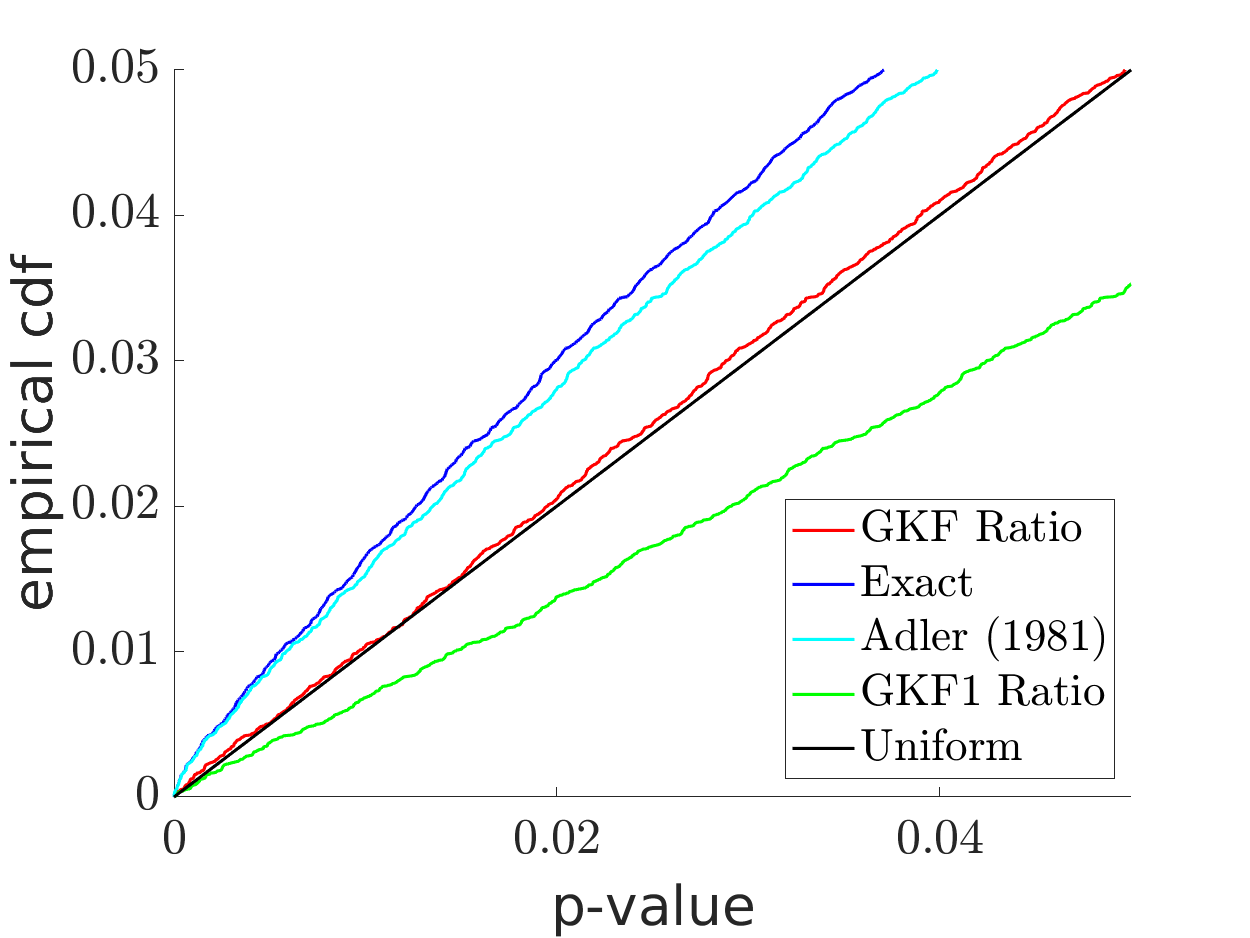 0.05
0.04
0.03
0.02
0.01
0
empirical cdf
0 0.02 0.04
p-value
GKF Ratio
Exact
Adler (1981)
GKF1 Ratio
Uniform